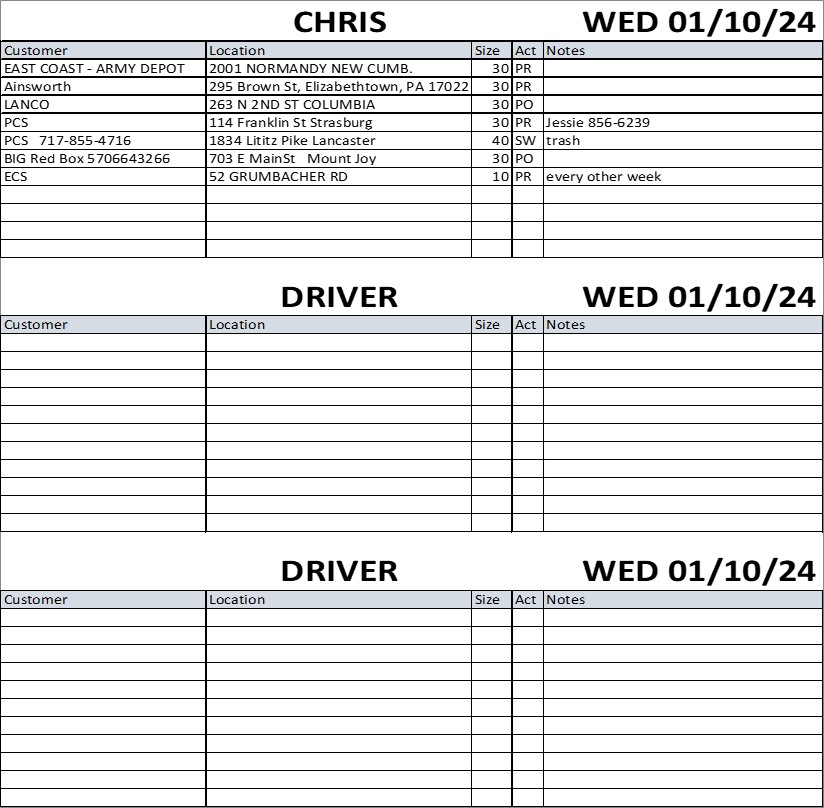 CHRIS WED 01/10/24
Customer Location Size Act Notes
EAST COAST - ARMY DEPOT 2001 NORMANDY NEW CUMB. 30 PR
Ainsworth 295 Brown St, Elizabethtown, PA 17022 30 PR
LANCO 263 N 2ND ST COLUMBIA 30 PO
PCS 114 Franklin St Strasburg 30 PR Jessie 856-6239
PCS 717-855-4716 1834 Lititz Pike Lancaster 40 SW trash
BIG Red Box 5706643266 703 E MainSt Mount Joy 30 PO
ECS 52 GRUMBACHER RD 10 PR every other week
DRIVER WED 01/10/24
Customer Location Size Act Notes
DRIVER WED 01/10/24
Customer Location Size Act Notes